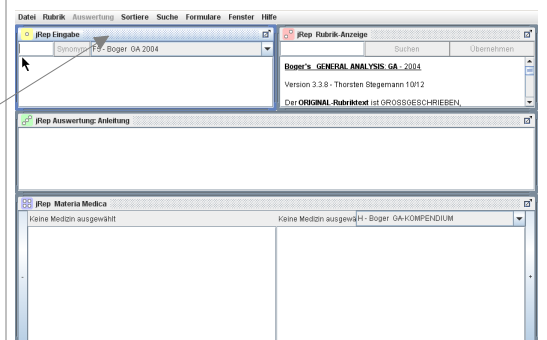 Datei Rubrik Auswertung Sortiere Suche Formulare Fenster Hilfe
jRep Eingabe
Synonym F9 - Boger GA 2004
jRep Rubrik-Anzeige
Suchen Übernehmen
Boger's GENERAL ANALYSIS: GA - 2004
Version 3.3.8 - Thorsten Stegemann 10/12
Der ORIGINAL-Rubriktext ist GROSSGESCHRIEBEN,
jRep Auswertung: Anleitung
jRep Materia Medica
Keine Medizin ausgewählt
Keine Medizin ausgewä H - Boger GA-KOMPENDIUM
- +